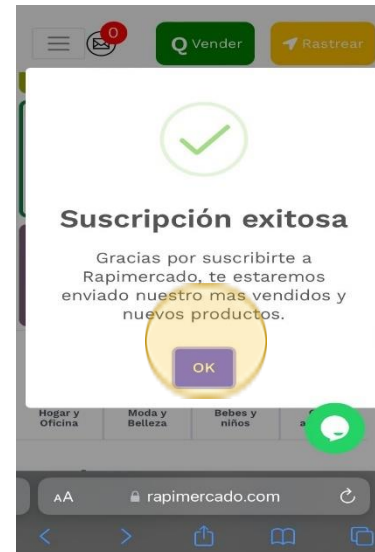 0
Q Vender
Rastrear
Suscripción exitosa
Gracias por suscribirte a
Rapimercado, te estaremos
enviado nuestro mas vendidos y
nuevos productos.
OK
Hogar y
Oficina
Moda y
Belleza
Bebes y
niños
AA
rapimercado.com